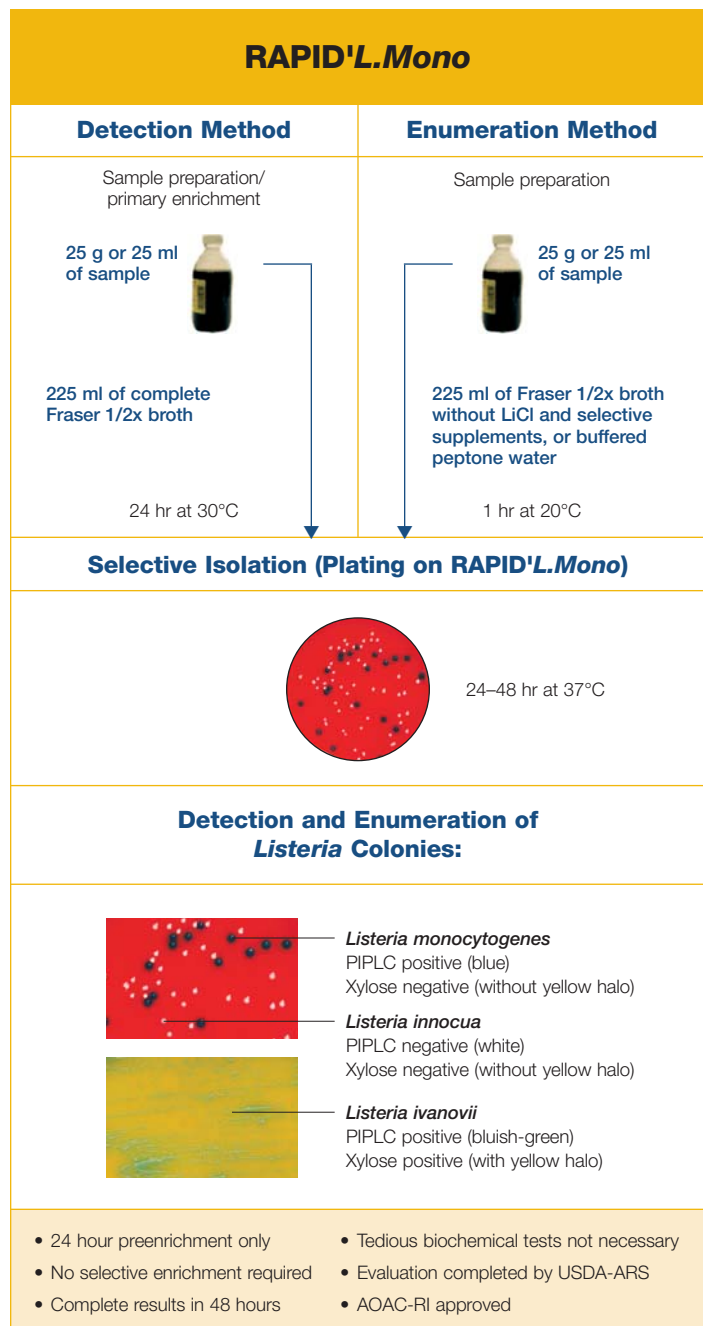 RAPID'L.Mono
Detection Method
Enumeration Method
Sample preparation/
primary enrichment
25 g or 25 ml
of sample
225 ml of complete
Fraser 1/2x broth
24 hr at 30°C
Sample preparation
25 g or 25 ml
of sample
225 ml of Fraser 1/2x broth
without LiCl and selective
supplements, or buffered
peptone water
1 hr at 20°C
Selective Isolation (Plating on RAPID'L.Mono)
24–48 hr at 37°C
Detection and Enumeration of
Listeria Colonies:
Listeria monocytogenes
PIPLC positive (blue)
Xylose negative (without yellow halo)
Listeria innocua
PIPLC negative (white)
Xylose negative (without yellow halo)
Listeria ivanovii
PIPLC positive (bluish-green)
Xylose positive (with yellow halo)
• 24 hour preenrichment only
• No selective enrichment required
• Complete results in 48 hours
• Tedious biochemical tests not necessary
• Evaluation completed by USDA-ARS
• AOAC-RI approved